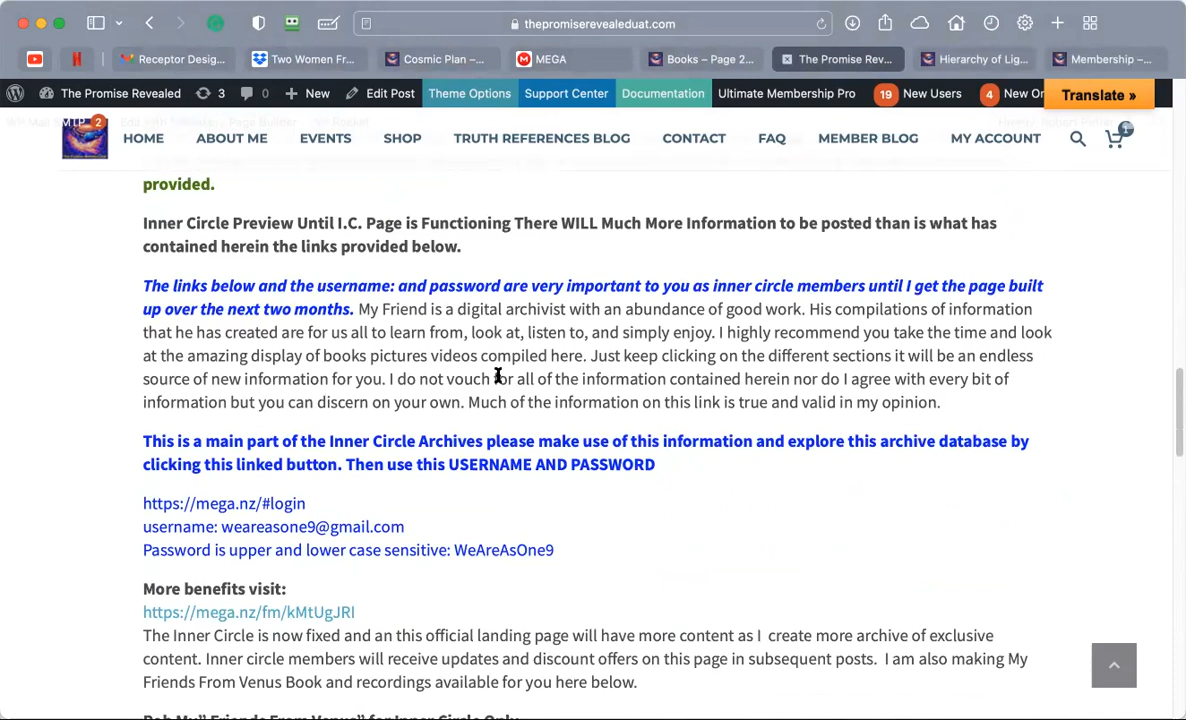 thepromiserevealeduat.com
Receptor Desig...
Two Women Fr...
Cosmic Plan –...
MEGA
Books – Page 2...
The Promise Rev...
Hierarchy of Lig...
Membership –...
The Promise Revealed 3 0 New Edit Post Theme Options Support Center Documentation Ultimate Membership Pro 19 New Users 4 New Or
Translate »
2
HOME ABOUT ME EVENTS SHOP TRUTH REFERENCES BLOG CONTACT FAQ MEMBER BLOG MY ACCOUNT
provided.
Inner Circle Preview Until I.C. Page is Functioning There WILL Much More Information to be posted than is what has
contained herein the links provided below.
The links below and the username: and password are very important to you as inner circle members until I get the page built
up over the next two months. My Friend is a digital archivist with an abundance of good work. His compilations of information
that he has created are for us all to learn from, look at, listen to, and simply enjoy. I highly recommend you take the time and look
at the amazing display of books pictures videos compiled here. Just keep clicking on the different sections it will be an endless
source of new information for you. I do not vouch for all of the information contained herein nor do I agree with every bit of
information but you can discern on your own. Much of the information on this link is true and valid in my opinion.
This is a main part of the Inner Circle Archives please make use of this information and explore this archive database by
clicking this linked button. Then use this USERNAME AND PASSWORD
https://mega.nz/#login
username: weareasone9@gmail.com
Password is upper and lower case sensitive: WeAreAsOne9
More benefits visit:
https://mega.nz/fm/kMtUgJRI
The Inner Circle is now fixed and an this official landing page will have more content as I create more archive of exclusive
content. Inner circle members will receive updates and discount offers on this page in subsequent posts. I am also making My
Friends From Venus Book and recordings available for you here below.
Bob My” Friends From Venus” for Inner Circle Only